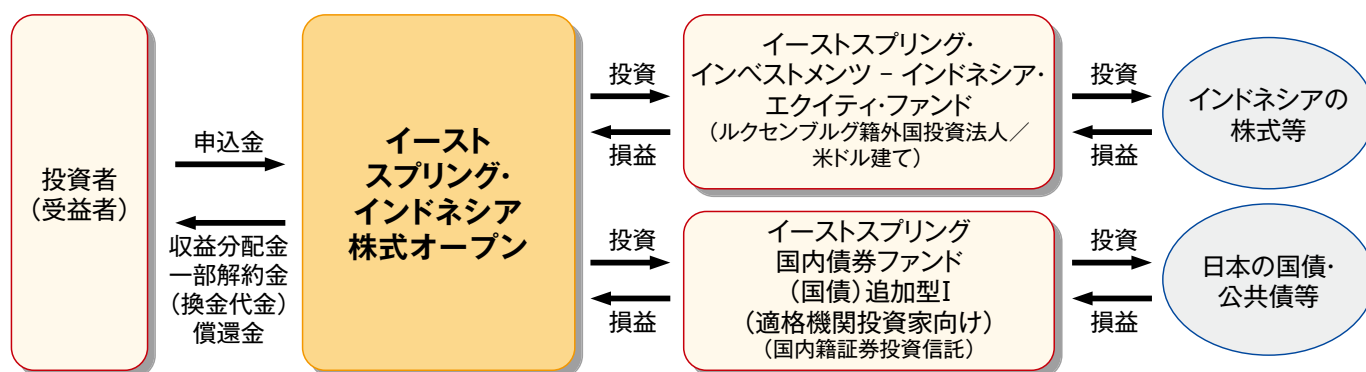 投資者
（受益者）
申込金
収益分配金
一部解約金
（換金代金）
償還金
イースト
スプリング・
インドネシア
株式オープン
投資
損益
イーストスプリング・
インベストメンツ － インドネシア・
エクイティ・ファンド
（ルクセンブルグ籍外国投資法人／
米ドル建て）
投資
損益
インドネシアの
株式等
投資
損益
イーストスプリング
国内債券ファンド
（国債）追加型I
（適格機関投資家向け）
（国内籍証券投資信託）
投資
損益
日本の国債・
公共債等